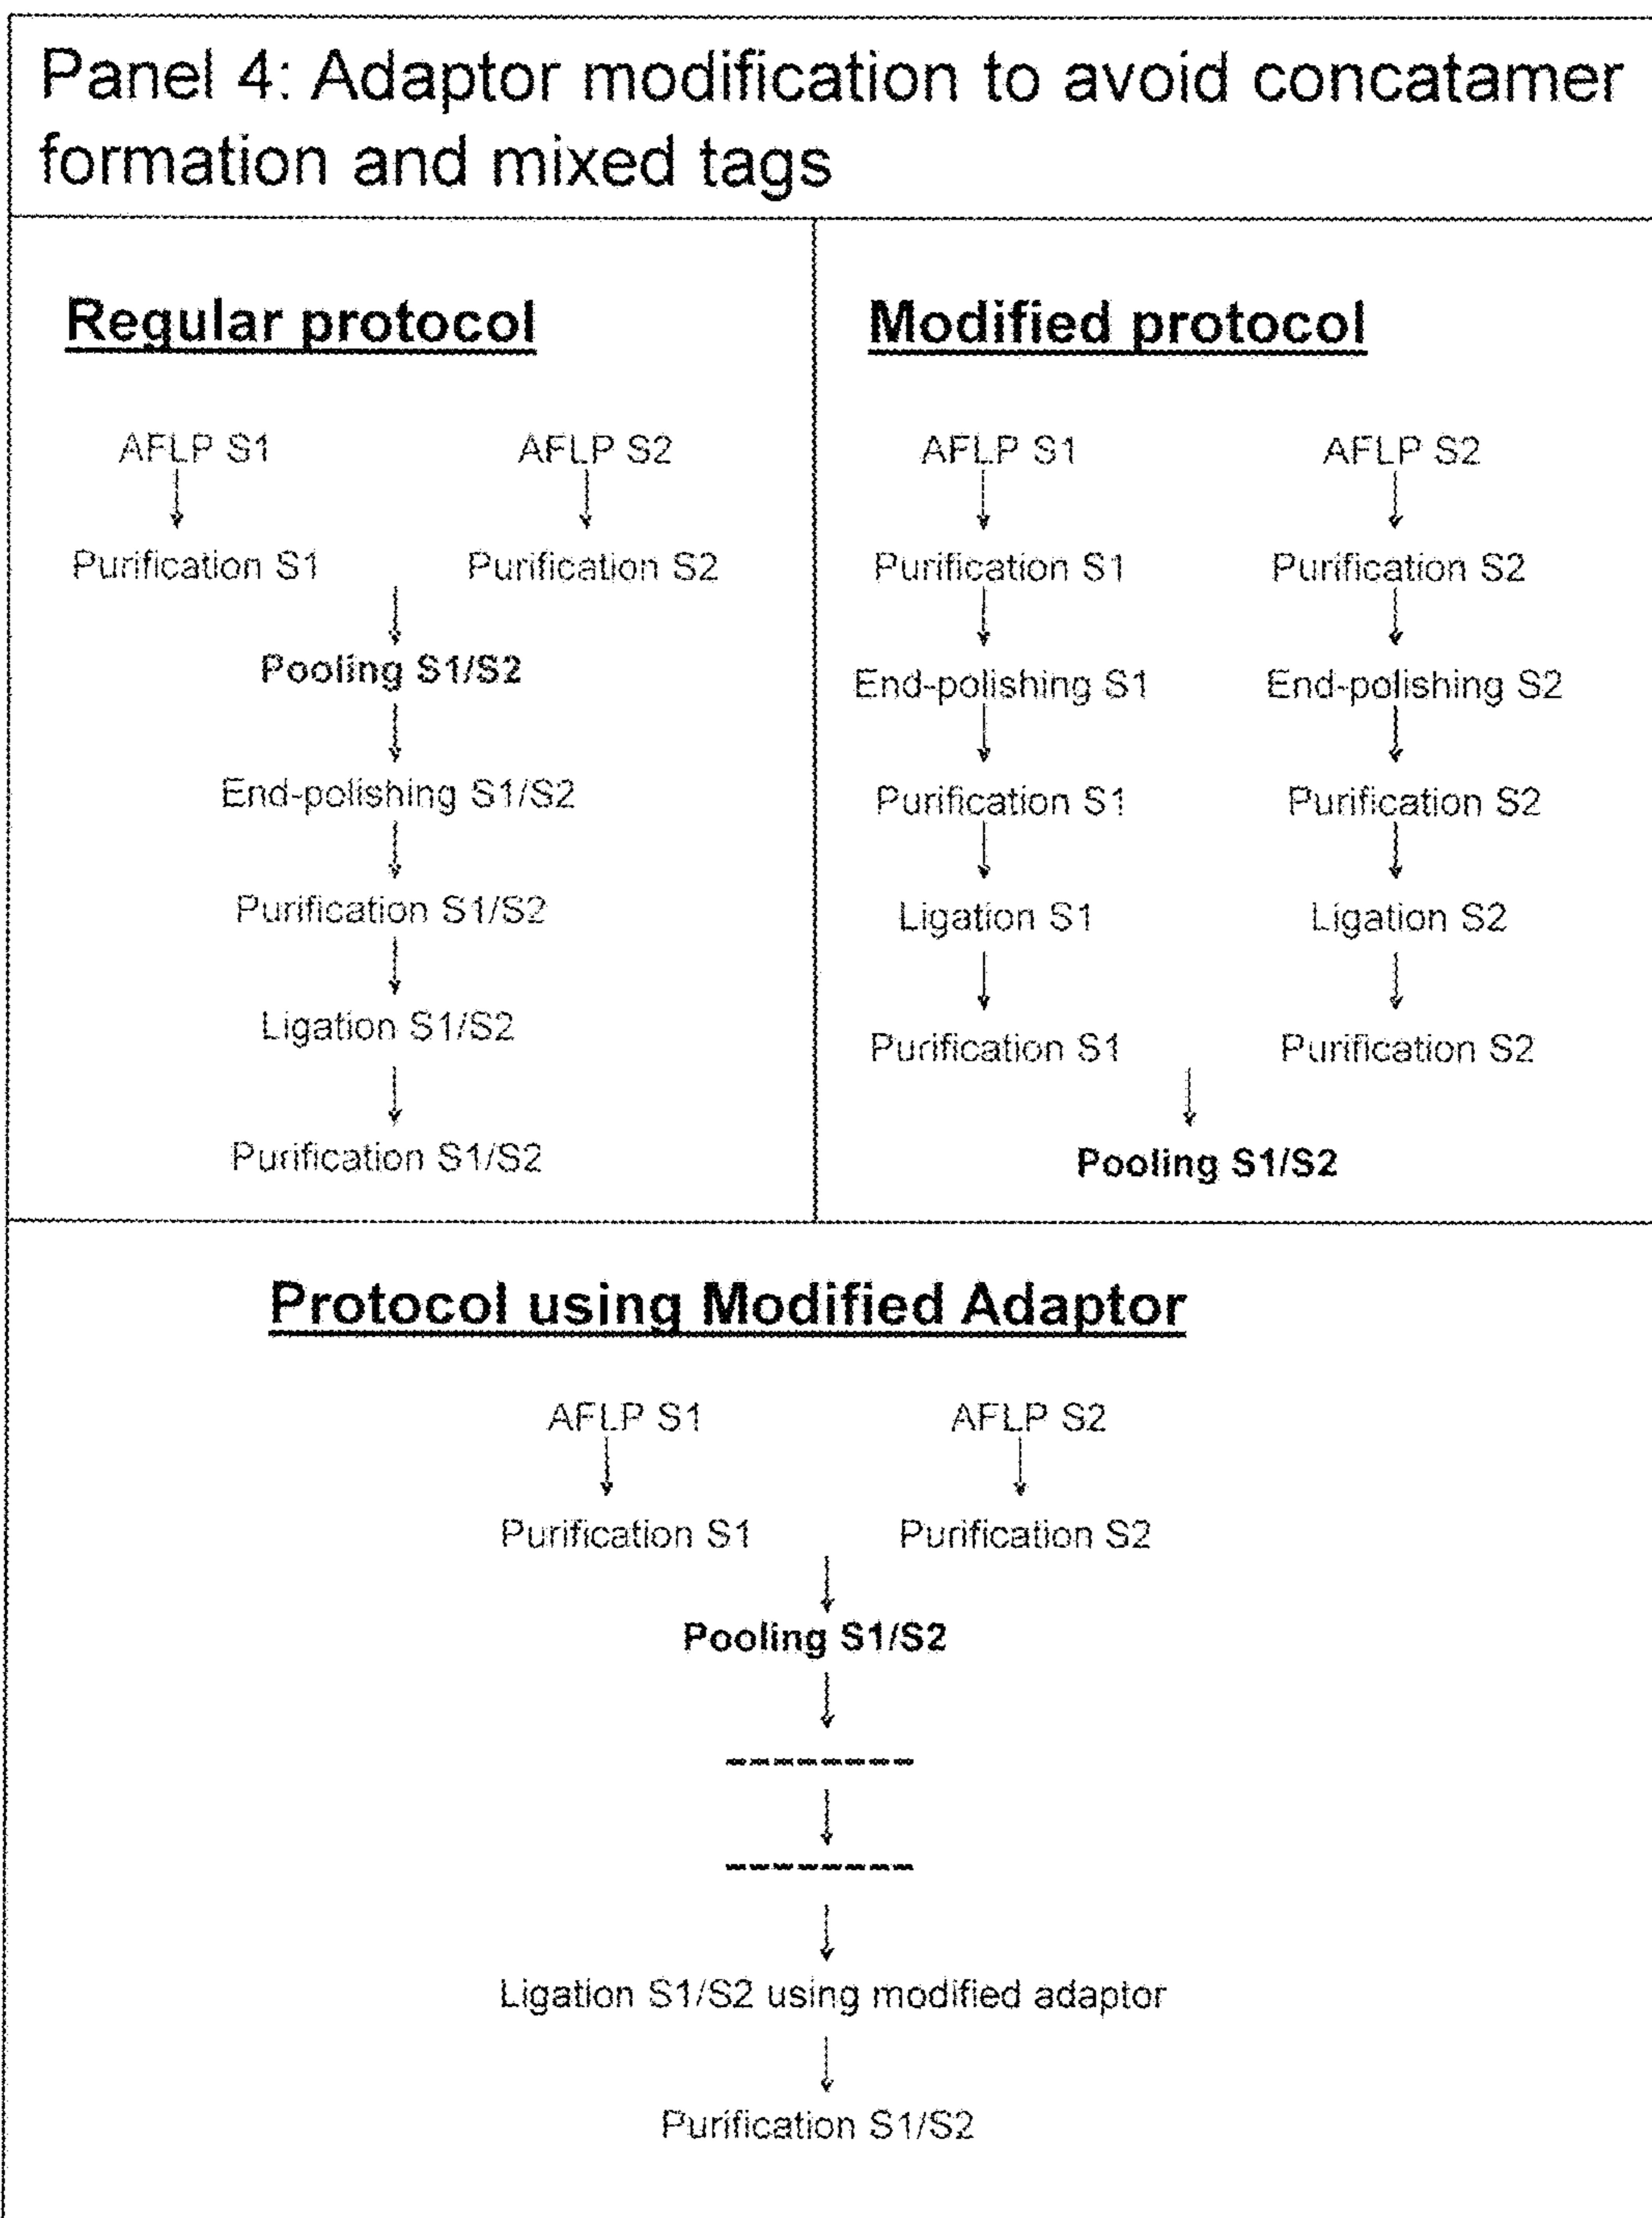 Panel 4: Adaptor modification to avoid concatamer
formation and mixed tags
Regular protocol
AFLP S1 AFLP S2
Purification S1 Purification S2
Pooling S1/S2
End-polishing S1/S2
Purification S1/S2
Ligation S1/S2
Purification S1/S2
Modified protocol
AFLP S1 AFLP S2
Purification S1 Purification S2
End-polishing S1 End-polishing S2
Purification S1 Purification S2
Ligation S1 Ligation S2
Purification S1 Purification S2
Pooling S1/S2
Protocol using Modified Adaptor
AFLP S1 AFLP S2
Purification S1 Purification S2
Pooling S1/S2
--------
--------
Ligation S1/S2 using modified adaptor
Purification S1/S2